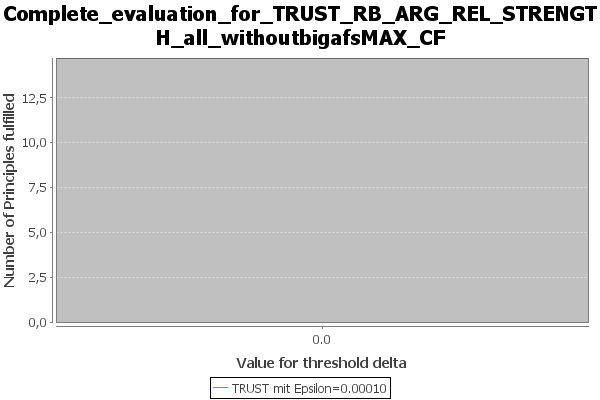 Complete_evaluation_for_TRUST_RB_ARG_REL_STRENGT
H_all_withoutbigafsMAX_CF
Number of Principles fulfilled
12,5
10,0
7,5
5,0
2,5
0,0
0.0
Value for threshold delta
TRUST mit Epsilon=0.00010